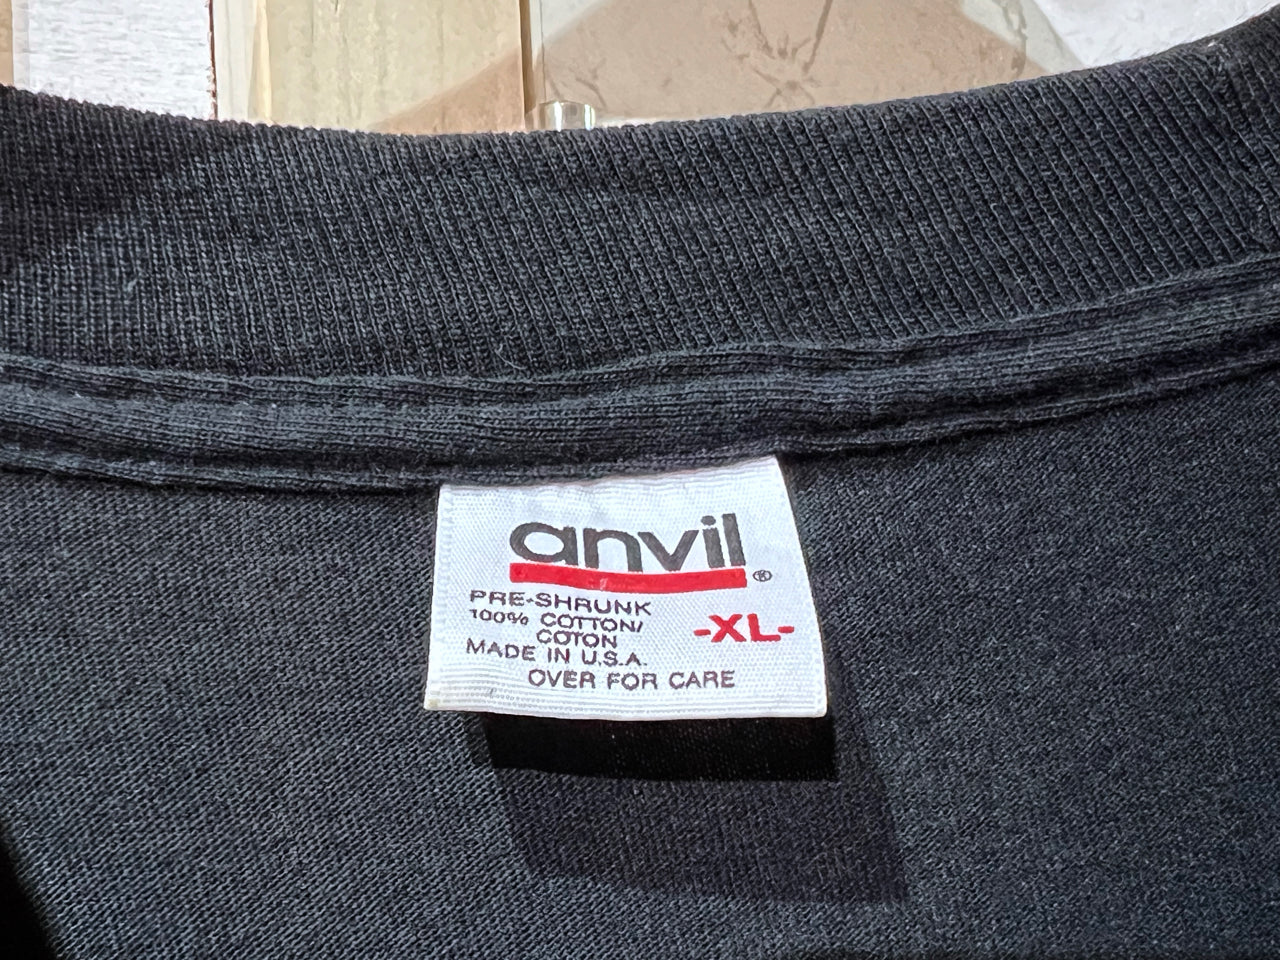 anvil®
PRE-SHRUNK
100% COTTON/
COTON
-XL-
MADE IN U.S.A.
OVER FOR CARE